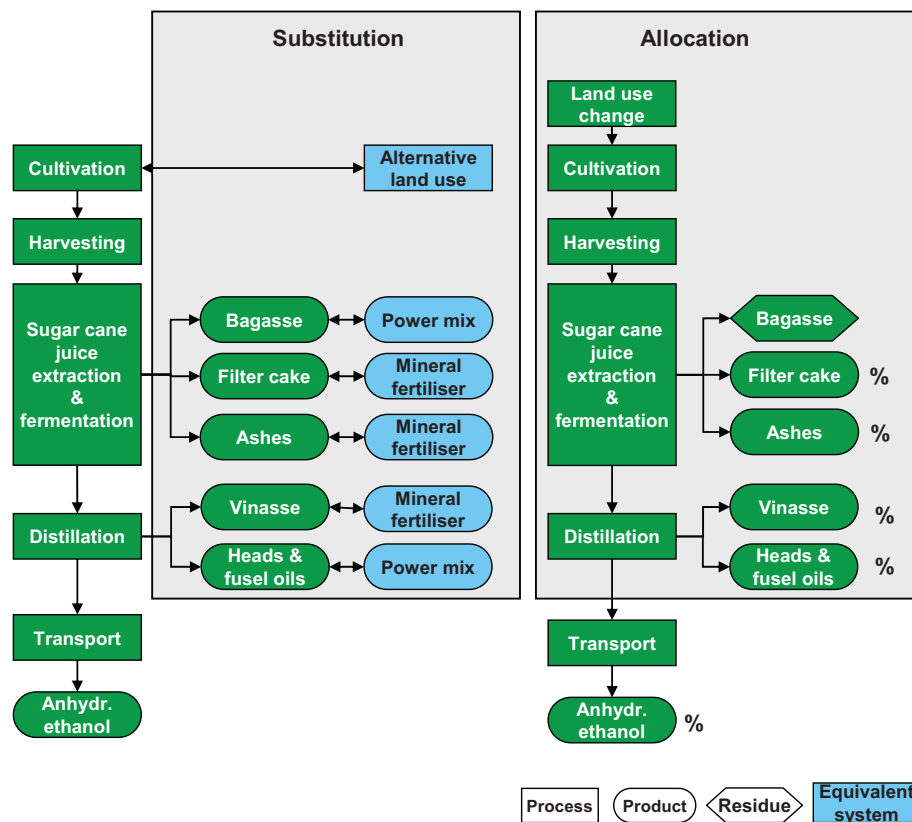 Substitution
Cultivation
Alternative
land use
Harvesting
Sugar cane
juice
extraction
&
fermentation
Bagasse
Power mix
Filter cake
Mineral
fertiliser
Ashes
Mineral
fertiliser
Distillation
Vinasse
Mineral
fertiliser
Heads &
fusel oils
Power mix
Transport
Anhydr.
ethanol
Allocation
Land use
change
Cultivation
Harvesting
Sugar cane
juice
extraction
&
fermentation
Bagasse
Filter cake %
Ashes %
Distillation
Vinasse %
Heads &
fusel oils %
Transport
Anhydr.
ethanol %
Process
Product
Residue
Equivalent
system